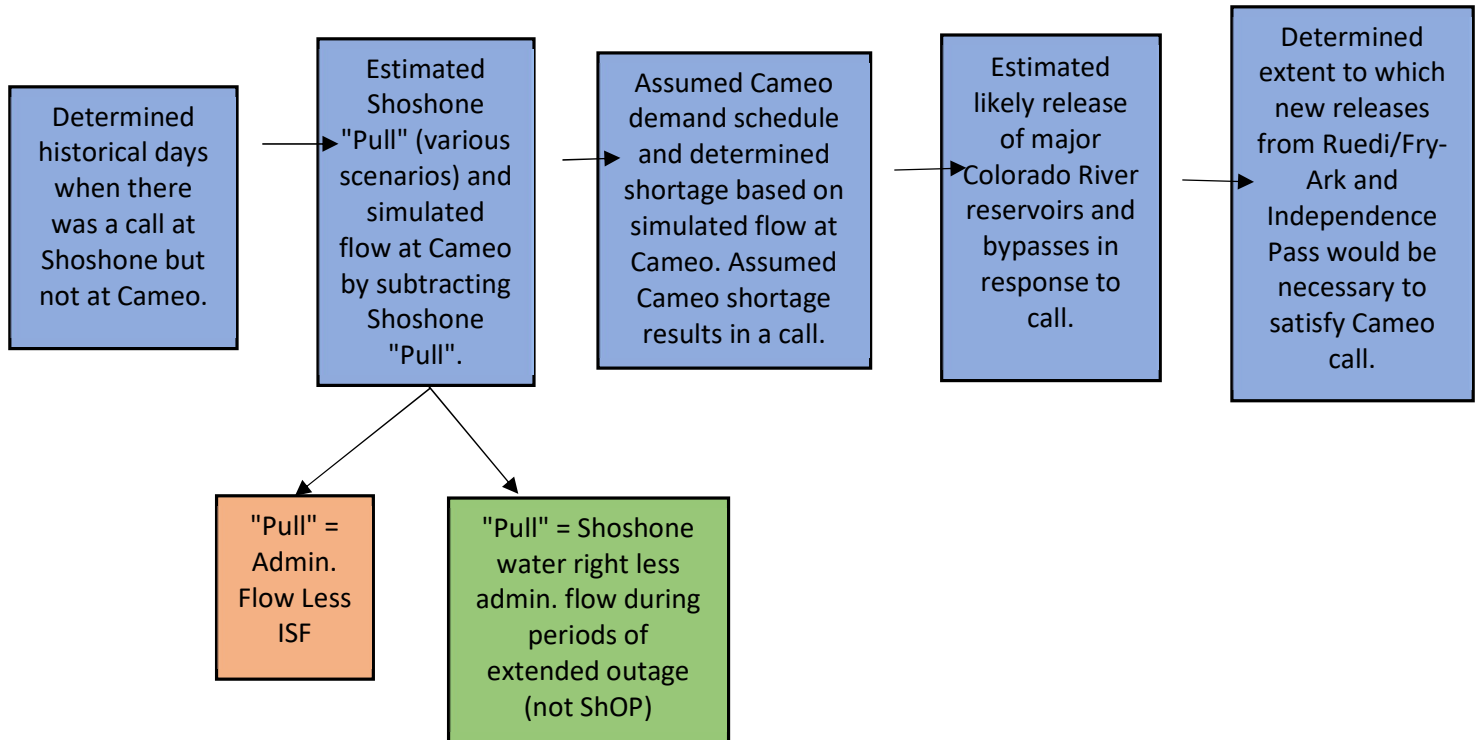 Determined
historical days
when there
was a call at
Shoshone but
not at Cameo.
Estimated
Shoshone
"Pull" (various
scenarios) and
simulated
flow at Cameo
by subtracting
Shoshone
"Pull".
Assumed Cameo
demand schedule
and determined
shortage based on
simulated flow at
Cameo. Assumed
Cameo shortage
results in a call.
Estimated
likely release
of major
Colorado River
reservoirs and
bypasses in
response to
call.
Determined
extent to which
new releases
from Ruedi/Fry-
Ark and
Independence
Pass would be
necessary to
satisfy Cameo
call.
"Pull" =
Admin.
Flow Less
ISF
"Pull" = Shoshone
water right less
admin. flow during
periods of
extended outage
(not ShOP)